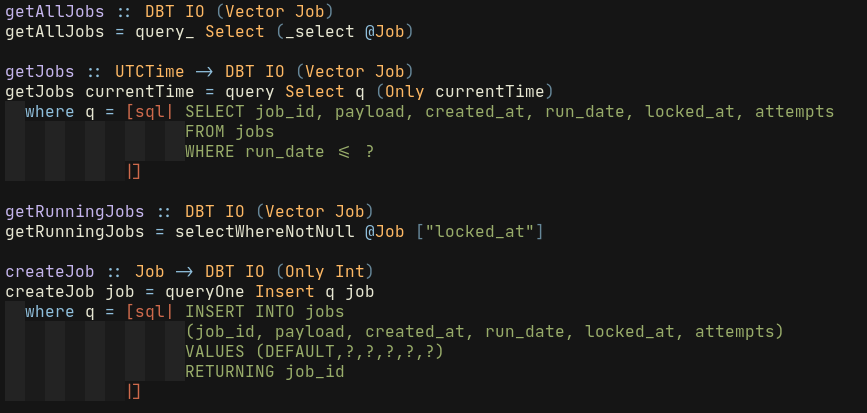 getAllJobs :: DBT IO (Vector Job)
getAllJobs = query_ Select (_select @Job)

getJobs :: UTCTime -> DBT IO (Vector Job)
getJobs currentTime = query Select q (Only currentTime)
  where q = [sql| SELECT job_id, payload, created_at, run_date, locked_at, attempts
                  FROM jobs
                  WHERE run_date <= ?
            |]

getRunningJobs :: DBT IO (Vector Job)
getRunningJobs = selectWhereNotNull @Job ["locked_at"]

createJob :: Job -> DBT IO (Only Int)
createJob job = queryOne Insert q job
  where q = [sql| INSERT INTO jobs
                  (job_id, payload, created_at, run_date, locked_at, attempts)
                  VALUES (DEFAULT,?,?,?,?,?)
                  RETURNING job_id
            |]